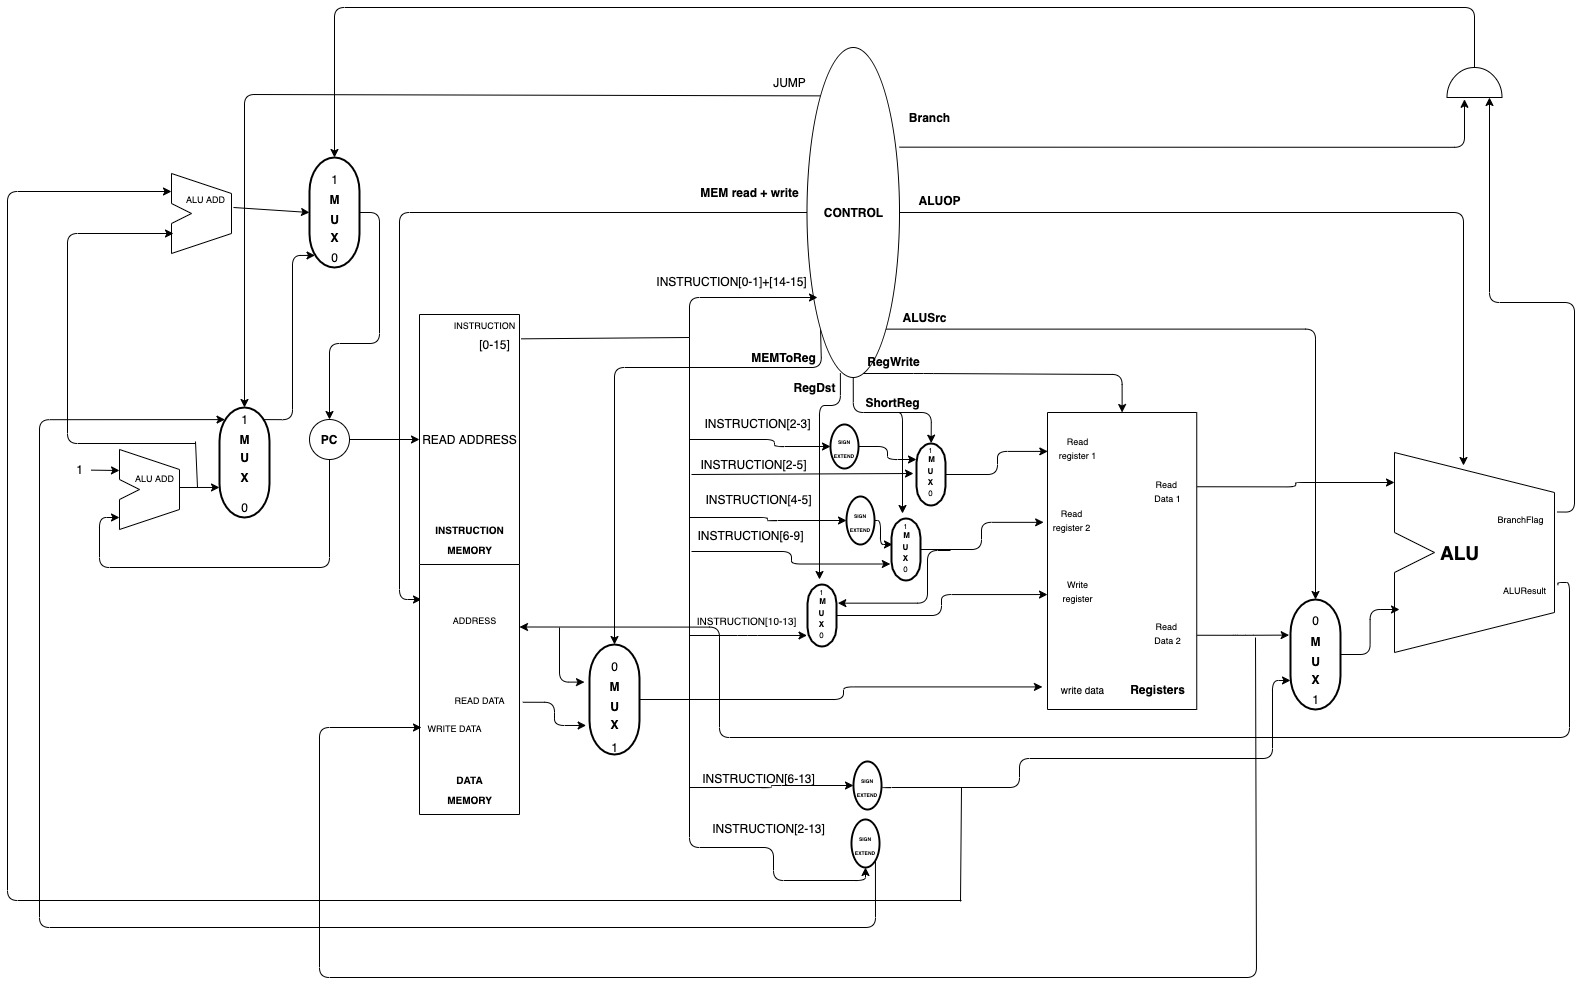 JUMP
Branch
MEM read + write
ALUOP
CONTROL
ALU ADD
1
M
U
X
0
INSTRUCTION[0-1]+[14-15]
ALUSrc
INSTRUCTION
[0-15]
MEMToReg
RegWrite
RegDst
ShortReg
INSTRUCTION[2-3]
SIGN
EXTEND
INSTRUCTION[2-5]
1
M
U
X
0
INSTRUCTION[4-5]
SIGN
EXTEND
INSTRUCTION[6-9]
1
M
U
X
0
1
M
U
X
0
INSTRUCTION[10-13]
PC
READ ADDRESS
INSTRUCTION
MEMORY
1
ALU ADD
1
M
U
X
0
ADDRESS
READ DATA
WRITE DATA
DATA
MEMORY
0
M
U
X
1
Read
register 1
Read
register 2
Write
register
write data
Read
Data 1
Read
Data 2
Registers
0
M
U
X
1
BranchFlag
ALU
ALUResult
INSTRUCTION[6-13]
SIGN
EXTEND
INSTRUCTION[2-13]
SIGN
EXTEND